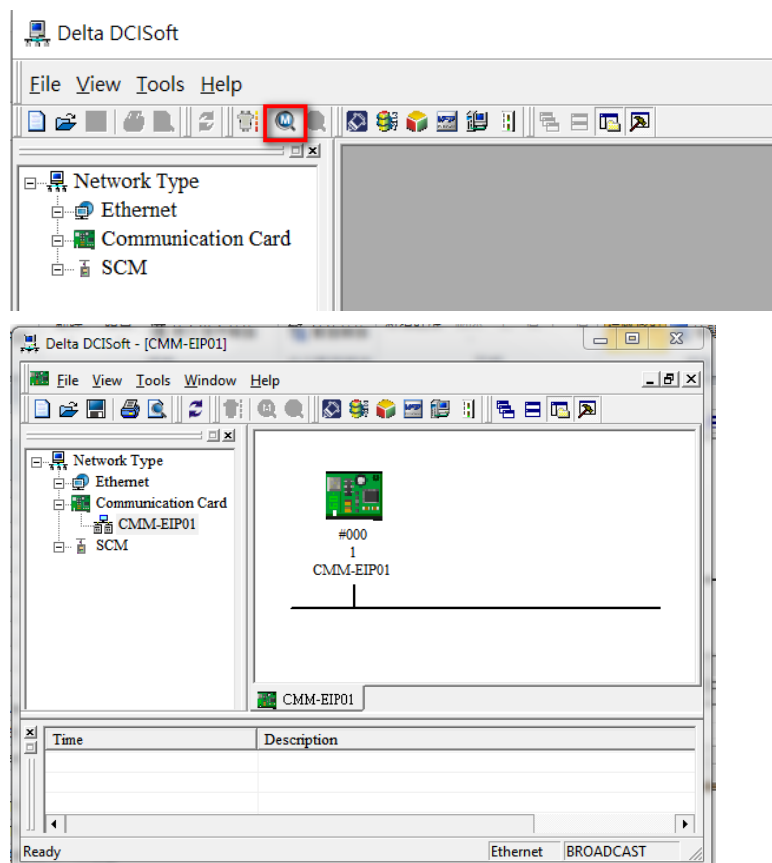 Delta DCISoft
File View Tools Help
M
Network Type
Ethernet
Communication Card
SCM
Delta DCISoft - [CMM-EIP01]
File View Tools Window Help
Network Type
Ethernet
Communication Card
CMM-EIP01
SCM
#000
1
CMM-EIP01
CMM-EIP01
Time Description
Ready Ethernet BROADCAST